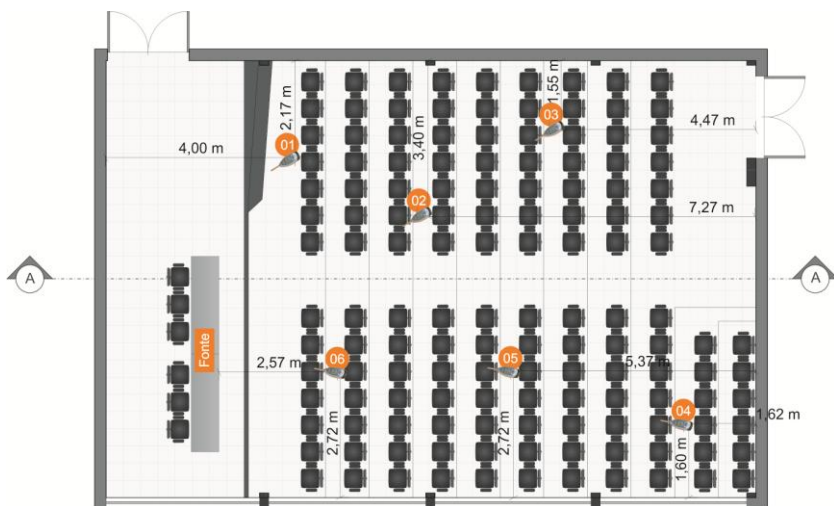 1,55 m
03
2,17 m
4,47 m
01
3,40 m
4,00 m
02
7,27 m
A
A
Fonte
2,57 m
06
05
5,37 m
04
1,62 m
2,72 m
2,72 m
1,60 m